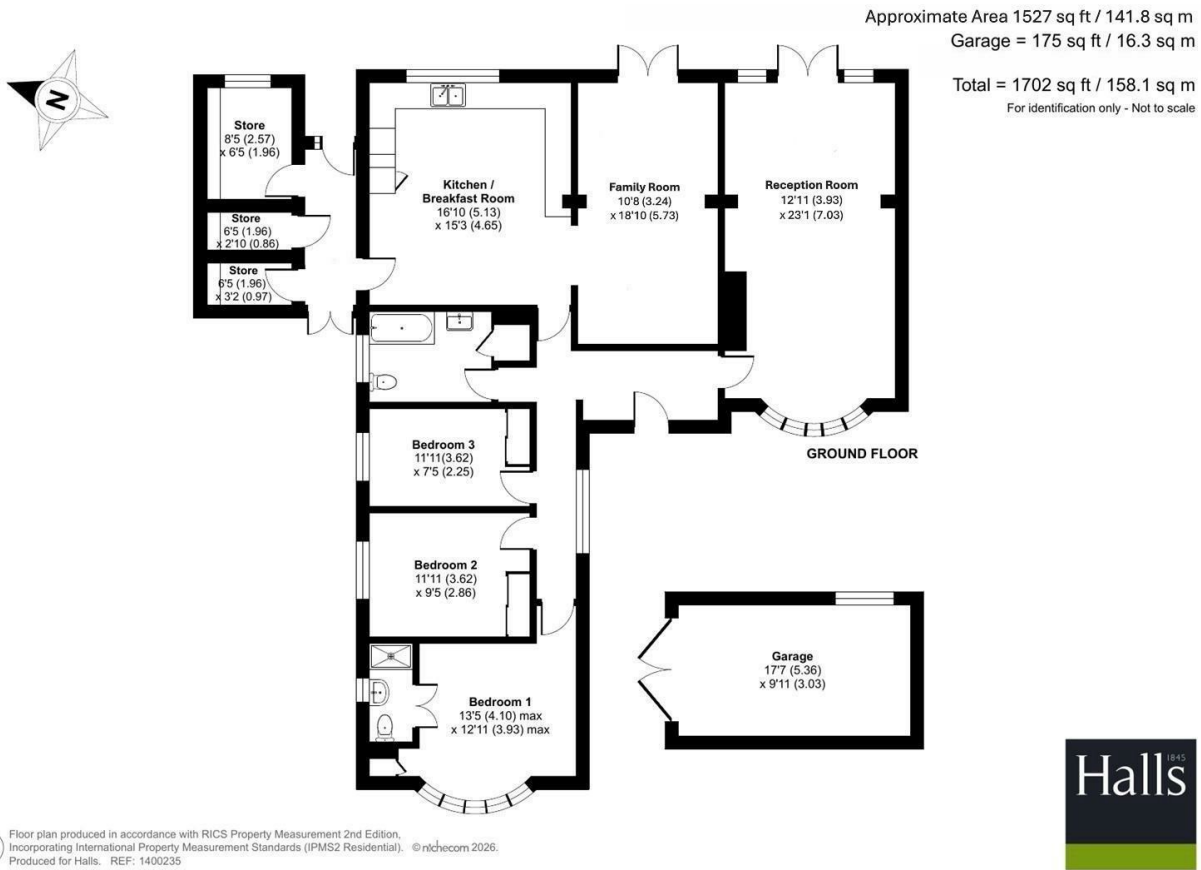 Approximate Area 1527 sq ft / 141.8 sq m
Garage = 175 sq ft / 16.3 sq m
Total = 1702 sq ft / 158.1 sq m
For identification only - Not to scale
N
Store
8'5 (2.57)
x 6'5 (1.96)
Store
6'5 (1.96)
x 2'10 (0.86)
Store
6'5 (1.96)
x 3'2 (0.97)
Kitchen /
Breakfast Room
16'10 (5.13)
x 15'3 (4.65)
Family Room
10'8 (3.24)
x 18'10 (5.73)
Reception Room
12'11 (3.93)
x 23'1 (7.03)
GROUND FLOOR
Bedroom 3
11'11(3.62)
x 7'5 (2.25)
Bedroom 2
11'11 (3.62)
x 9'5 (2.86)
Bedroom 1
13'5 (4.10) max
x 12'11 (3.93) max
Garage
17'7 (5.36)
x 9'11 (3.03)
Halls
1845
Floor plan produced in accordance with RICS Property Measurement 2nd Edition,
Incorporating International Property Measurement Standards (IPMS2 Residential). ©nichecom 2026.
Produced for Halls. REF: 1400235